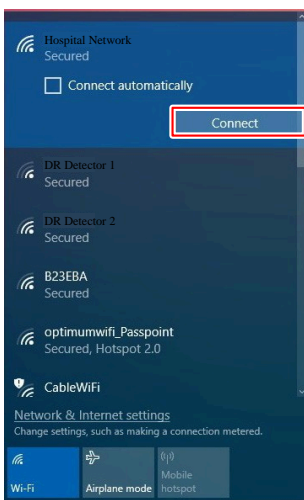 Hospital Network
Secured
Connect automatically
Connect
DR Detector 1
Secured
DR Detector 2
Secured
B23EBA
Secured
optimumwifi_Passpoint
Secured, Hotspot 2.0
CableWiFi
Network & Internet settings
Change settings, such as making a connection metered.
Wi-Fi
Airplane mode
Mobile
hotspot